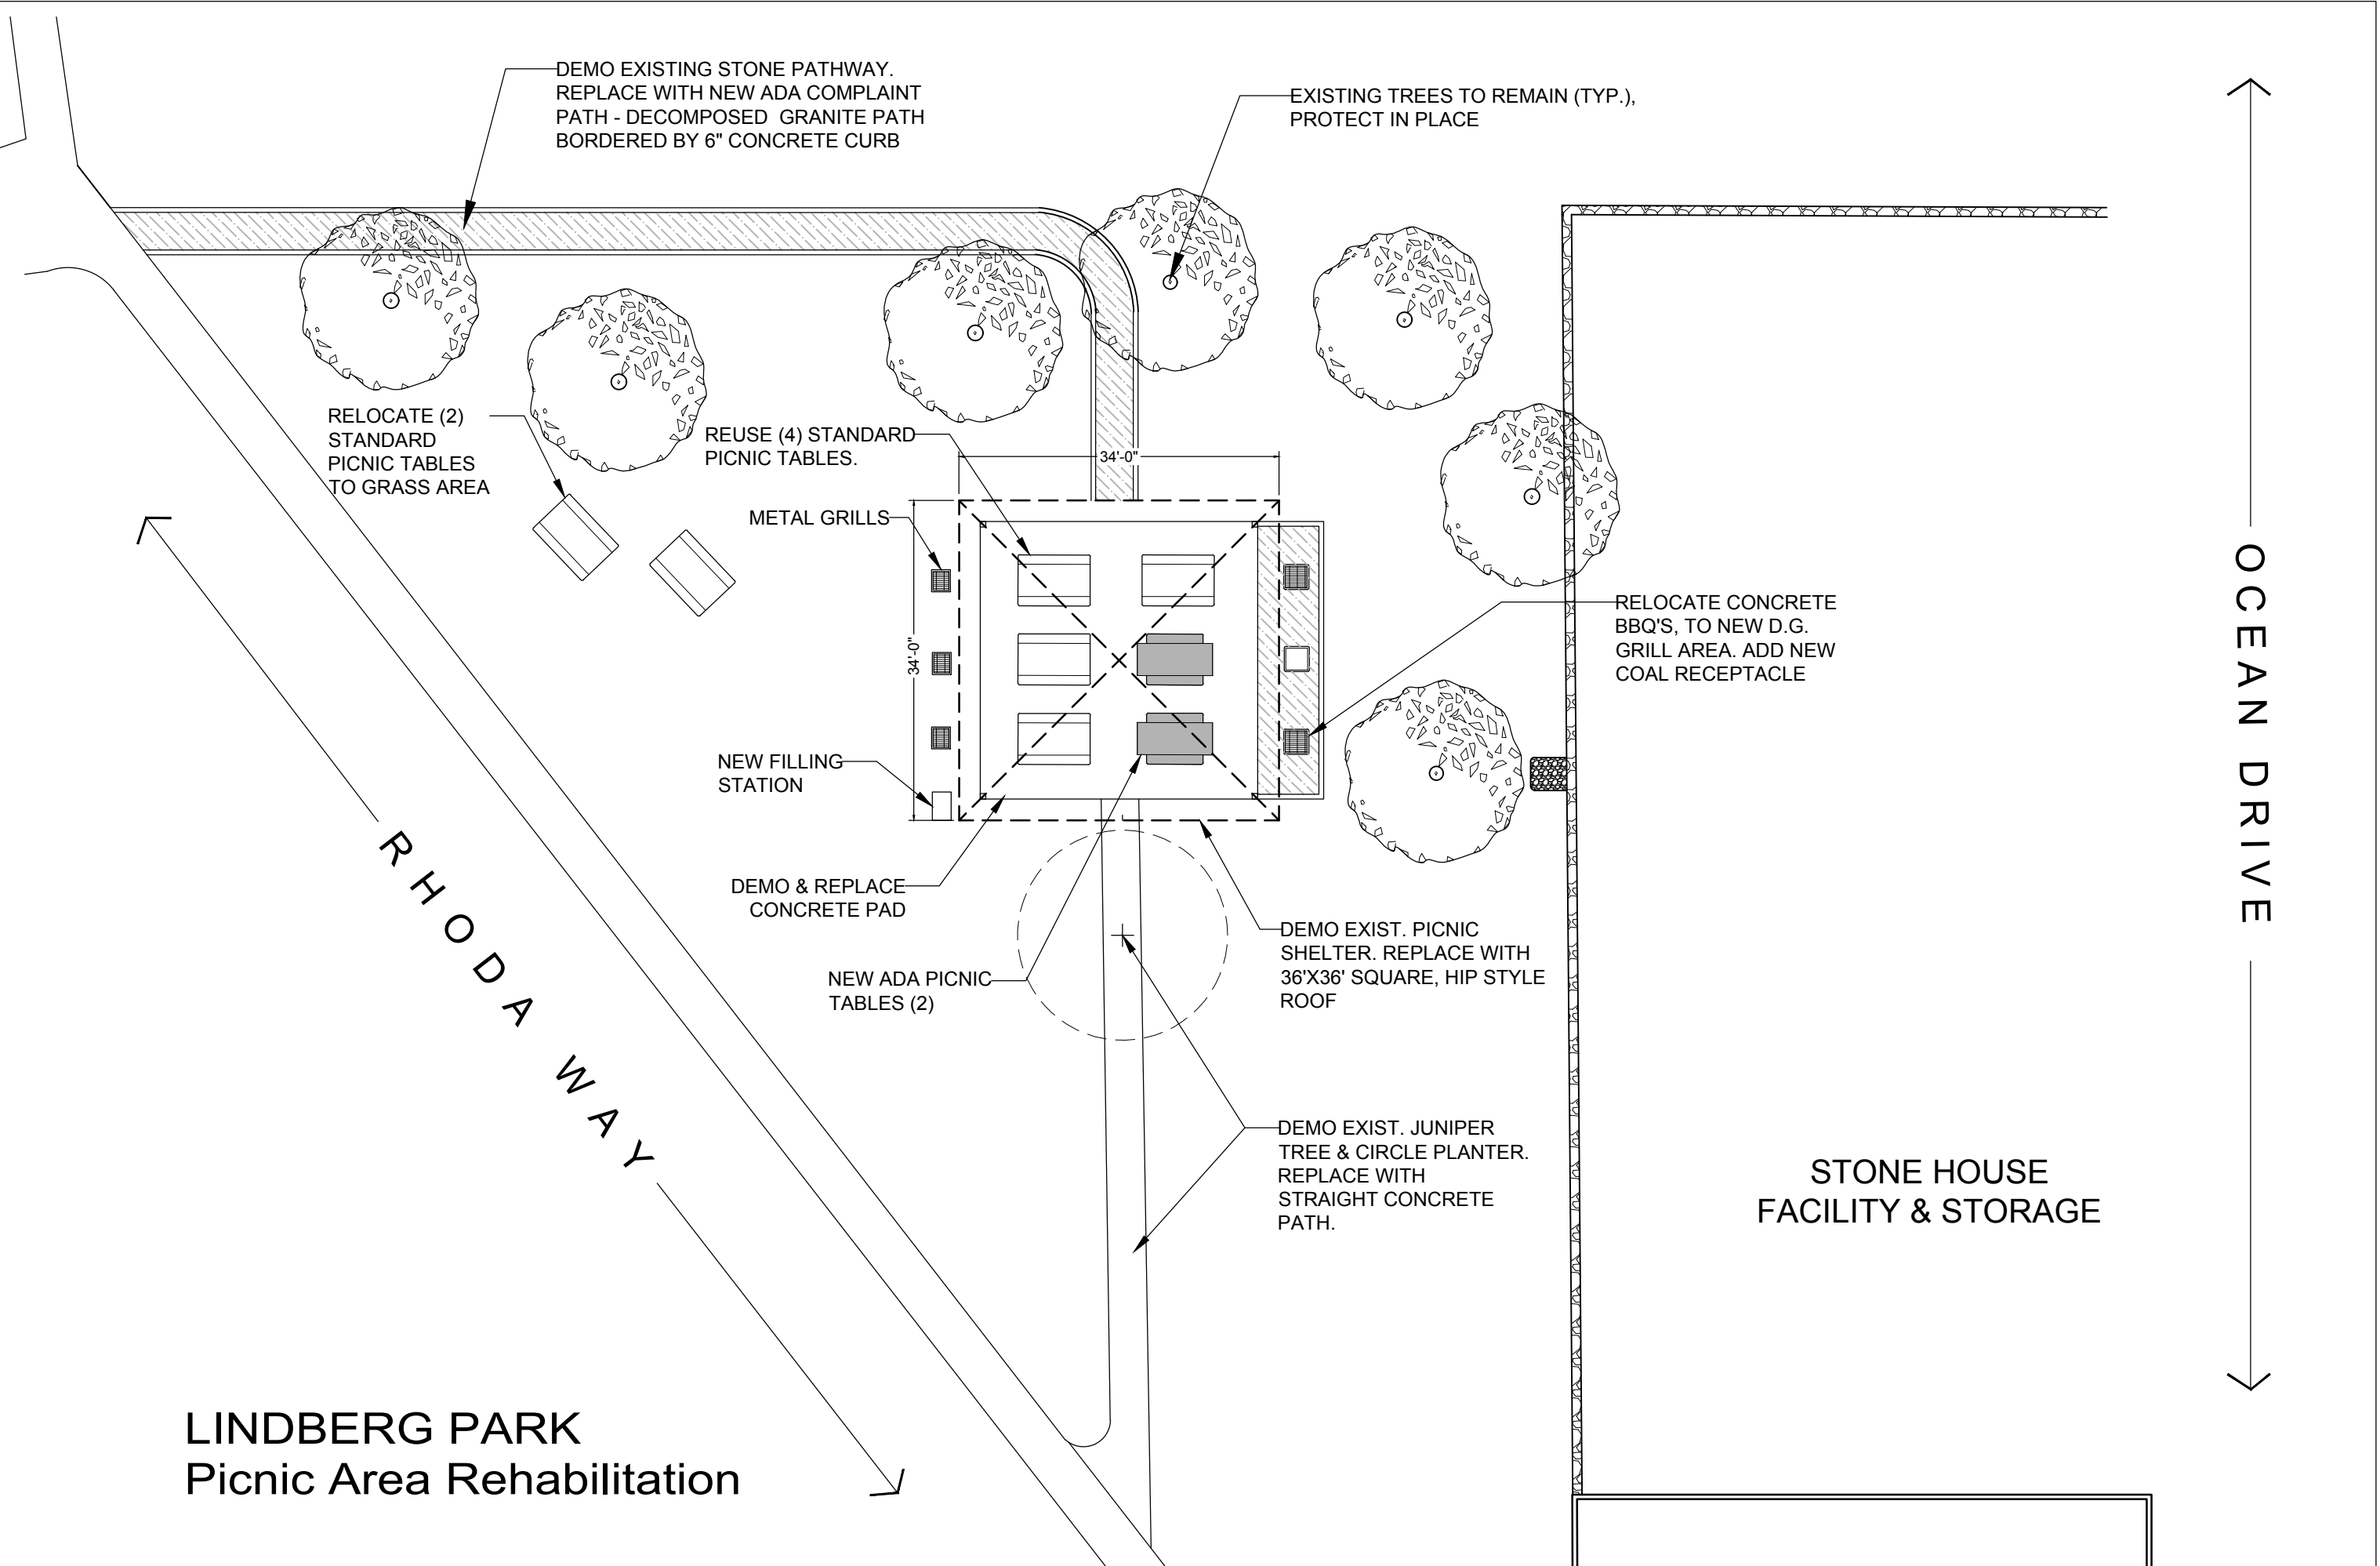 DEMO EXISTING STONE PATHWAY.
REPLACE WITH NEW ADA COMPLAINT
PATH - DECOMPOSED GRANITE PATH
BORDERED BY 6" CONCRETE CURB
EXISTING TREES TO REMAIN (TYP.),
PROTECT IN PLACE
RELOCATE (2)
STANDARD
PICNIC TABLES
TO GRASS AREA
REUSE (4) STANDARD
PICNIC TABLES.
34'-0"
METAL GRILLS
34'-0"
RELOCATE CONCRETE
BBQ'S, TO NEW D.G.
GRILL AREA. ADD NEW
COAL RECEPTACLE
NEW FILLING
STATION
DEMO & REPLACE
CONCRETE PAD
NEW ADA PICNIC
TABLES (2)
DEMO EXIST. PICNIC
SHELTER. REPLACE WITH
36'X36' SQUARE, HIP STYLE
ROOF
DEMO EXIST. JUNIPER
TREE & CIRCLE PLANTER.
REPLACE WITH
STRAIGHT CONCRETE
PATH.
RHODA WAY
OCEAN DRIVE
STONE HOUSE
FACILITY & STORAGE
LINDBERG PARK
Picnic Area Rehabilitation